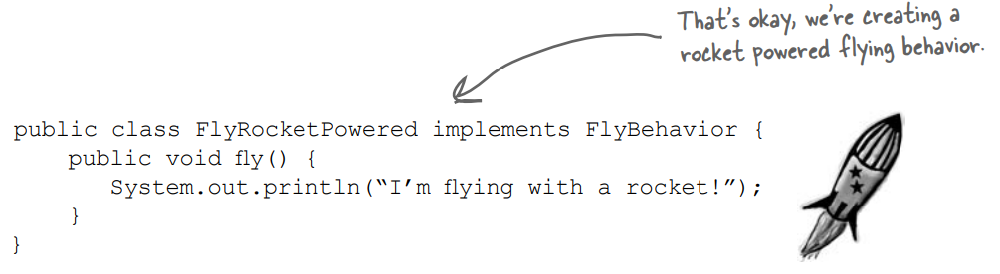 That's okay, we're creating a
rocket powered flying behavior.
public class FlyRocketPowered implements FlyBehavior {
    public void fly() {
        System.out.println(“I’m flying with a rocket!”);
    }
}